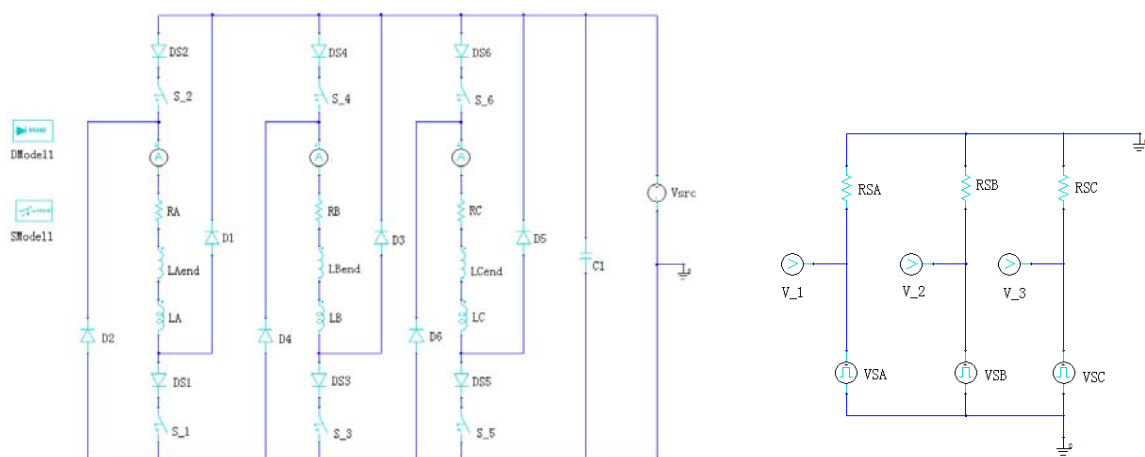 DS2
DS4
DS6
S_2
S_4
S_6
DModel1
A
A
A
RA
RB
RC
Vsrc
SModel1
D1
D3
D5
LAend
LBend
LCend
C1
LA
LB
LC
D2
D4
D6
DS1
DS3
DS5
S_1
S_3
S_5
RSA
RSB
RSC
V_1
V_2
V_3
VSA
VSB
VSC